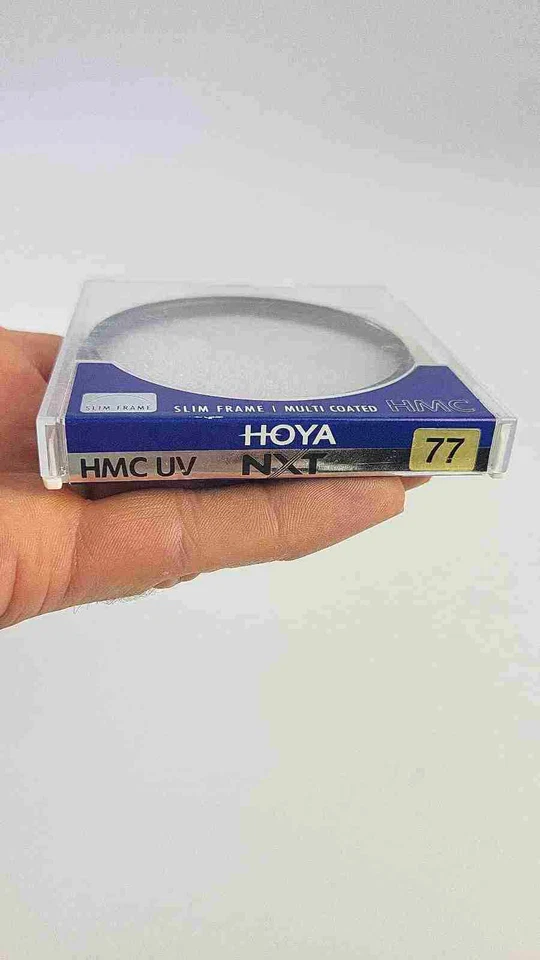 SLIM FRAME
SLIM FRAME | MULTI COATED HMC
HOYA
HMC UV NXT 77